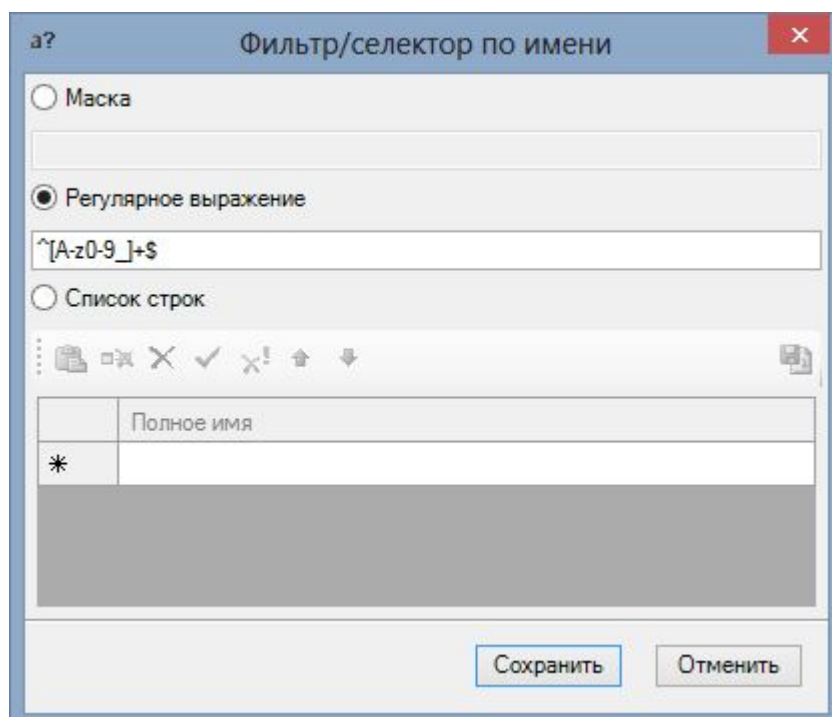 a? Фильтр/селектор по имени
Маска
Регулярное выражение
^[A-z0-9_]+$
Список строк
Полное имя
Сохранить Отменить